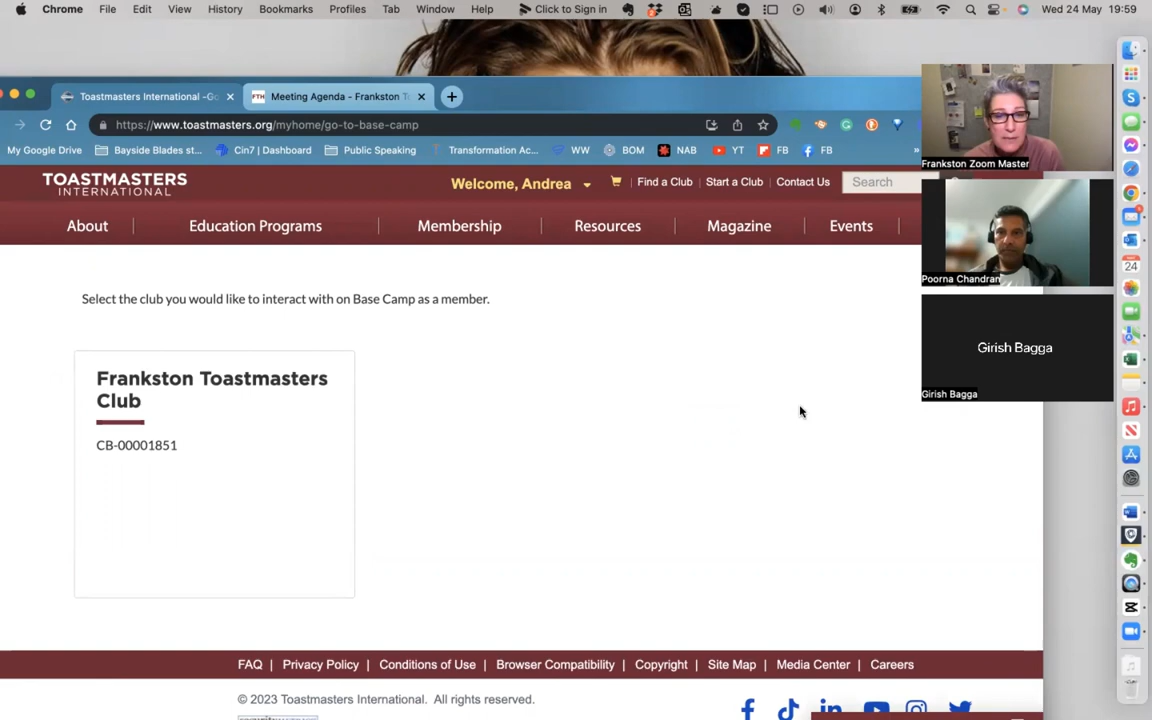 Chrome File Edit View History Bookmarks Profiles Tab Window Help Click to Sign in Wed 24 May 19:59
Toastmasters International -Go
Meeting Agenda - Frankston T
https://www.toastmasters.org/myhome/go-to-base-camp
My Google Drive Bayside Blades st... Cin7 | Dashboard Public Speaking Transformation Ac... WW BOM NAB YT FB FB »
TOASTMASTERS
INTERNATIONAL
Welcome, Andrea Find a Club Start a Club Contact Us Search
About Education Programs Membership Resources Magazine Events
Select the club you would like to interact with on Base Camp as a member.
Frankston Toastmasters
Club
CB-00001851
Frankston Zoom Master
Poorna Chandran
Girish Bagga
Girish Bagga
24
FAQ | Privacy Policy | Conditions of Use | Browser Compatibility | Copyright | Site Map | Media Center | Careers
© 2023 Toastmasters International. All rights reserved.